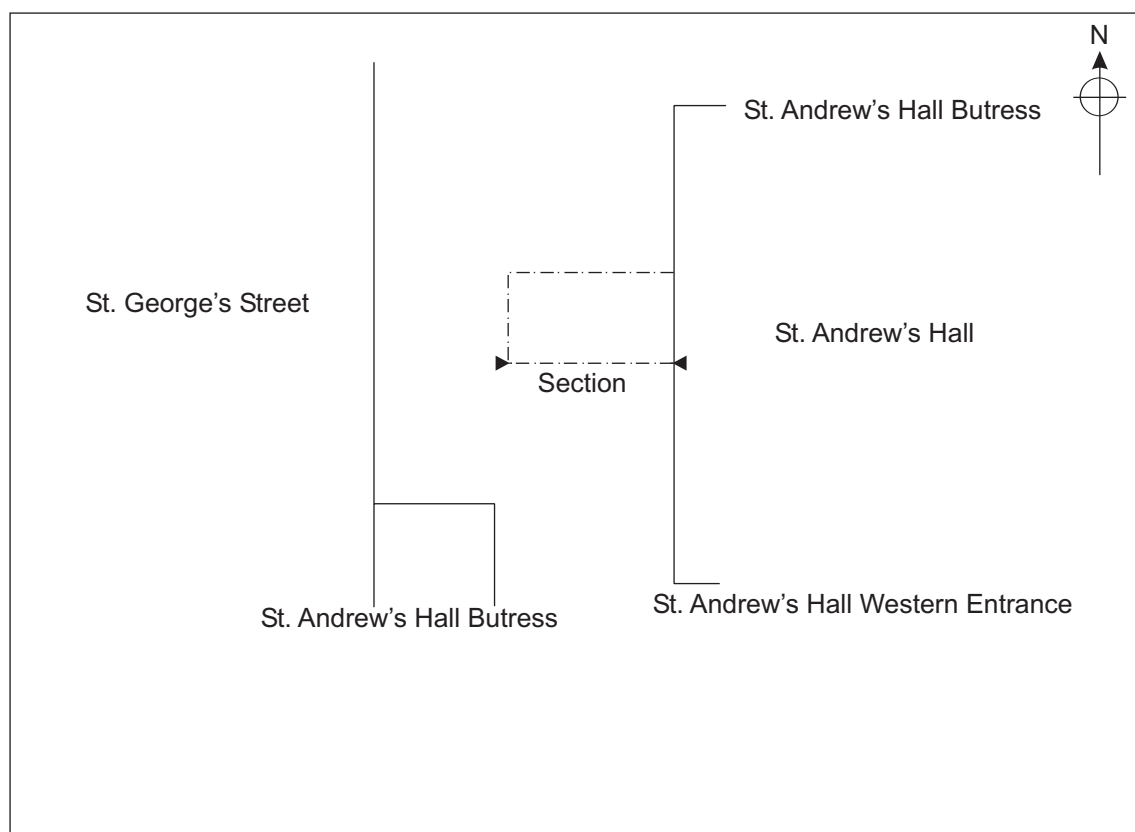 N
St. Andrew's Hall Butress
St. George's Street
St. Andrew's Hall
Section
St. Andrew's Hall Butress
St. Andrew's Hall Western Entrance